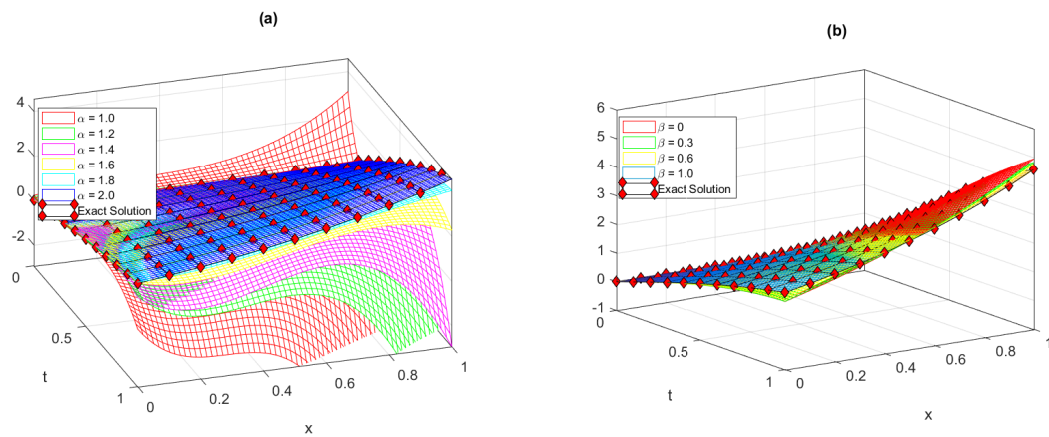 (a)
4
2
0
-2
α = 1.0
α = 1.2
α = 1.4
α = 1.6
α = 1.8
α = 2.0
Exact Solution
0
0.5
1
t
0
0.2
0.4
0.6
0.8
1
x
(b)
6
5
4
3
2
1
0
-1
β = 0
β = 0.3
β = 0.6
β = 1.0
Exact Solution
0
0.5
1
t
0
0.2
0.4
0.6
0.8
1
x